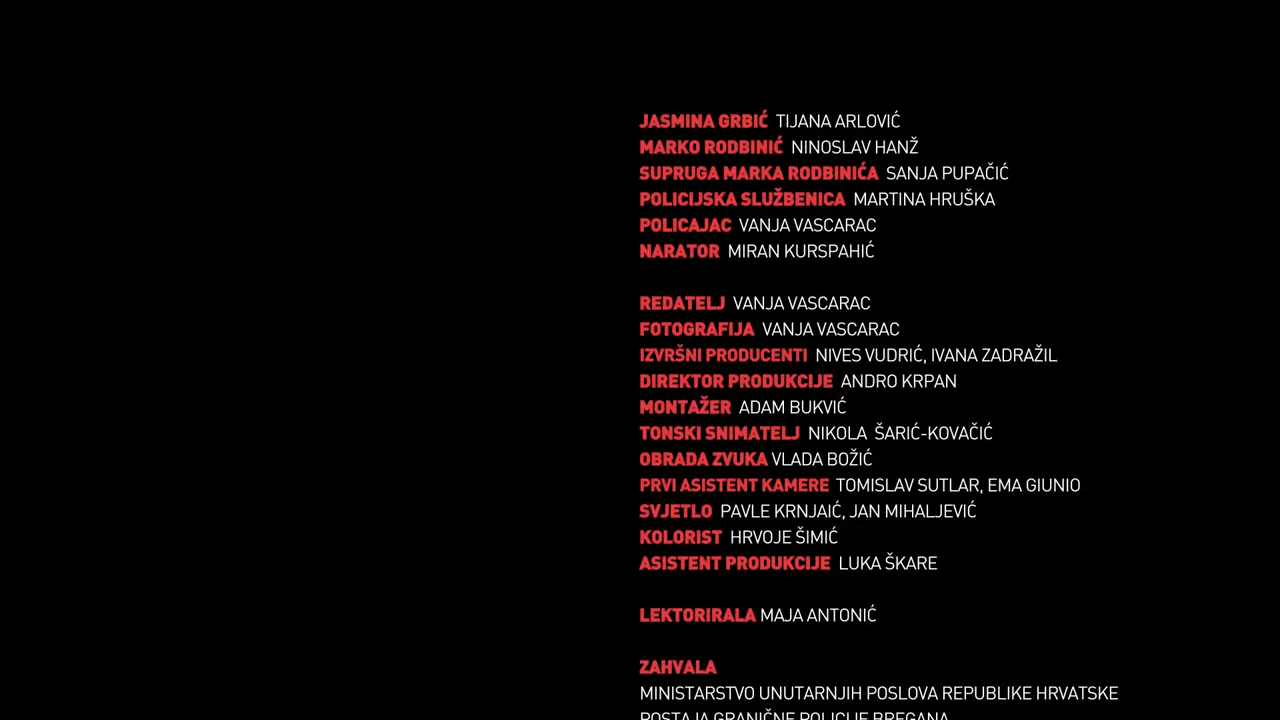 JASMINA GRBIĆ TIJANA ARLOVIĆ
MARKO RODBINIĆ NINOSLAV HANŽ
SUPRUGA MARKA RODBINIĆA SANJA PUPAČIĆ
POLICIJSKA SLUŽBENICA MARTINA HRUŠKA
POLICAJAC VANJA VASCARAC
NARATOR MIRAN KURSPAHIĆ
REDATELJ VANJA VASCARAC
FOTOGRAFIJA VANJA VASCARAC
IZVRŠNI PRODUCENTI NIVES VUDRIĆ, IVANA ZADRAŽIL
DIREKTOR PRODUKCIJE ANDRO KRPAN
MONTAŽER ADAM BUKVIĆ
TONSKI SNIMATELJ NIKOLA ŠARIĆ-KOVAČIĆ
OBRADA ZVUKA VLADA BOŽIĆ
PRVI ASISTENT KAMERE TOMISLAV SUTLAR, EMA GIUNIO
SVJETLO PAVLE KRNJAIĆ, JAN MIHALJEVIĆ
KOLORIST HRVOJE ŠIMIĆ
ASISTENT PRODUKCIJE LUKA ŠKARE
LEKTORIRALA MAJA ANTONIĆ
ZAHVALA
MINISTARSTVO UNUTARNJIH POSLOVA REPUBLIKE HRVATSKE
POSTAJA GRANIČNE POLICIJE BREGANA